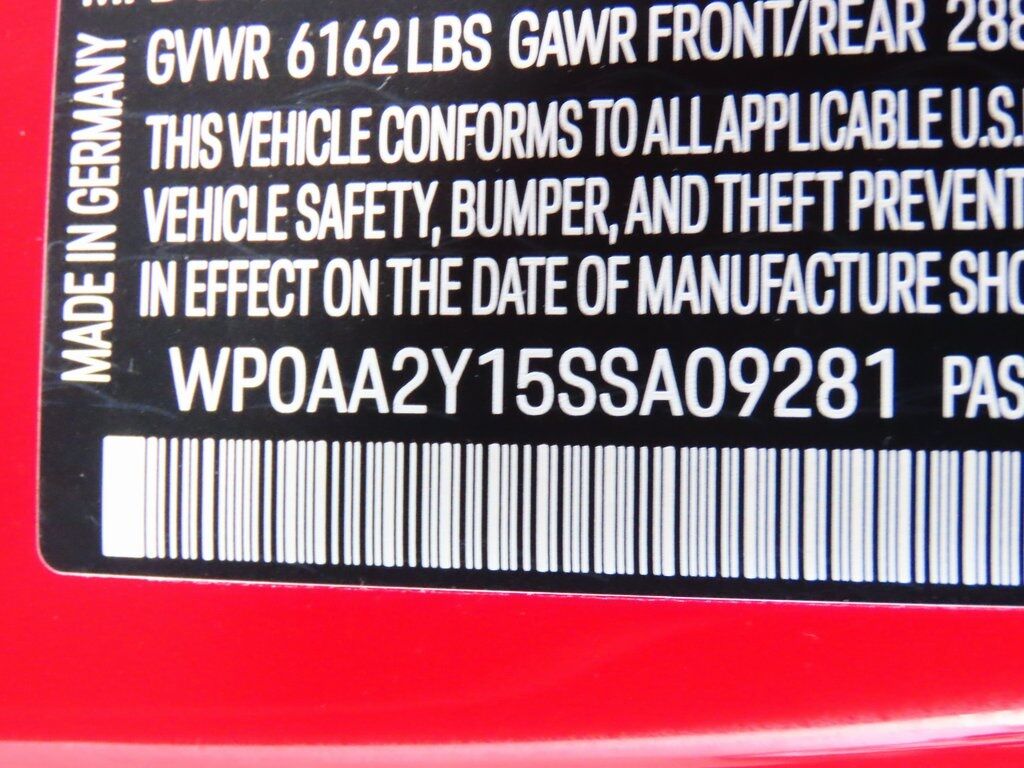 GVWR 6162 LBS GAWR FRONT/REAR 288
THIS VEHICLE CONFORMS TO ALL APPLICABLE U.S.
VEHICLE SAFETY, BUMPER, AND THEFT PREVENT
IN EFFECT ON THE DATE OF MANUFACTURE SHO
WP0AA2Y15SSA09281 PAS
MADE IN GERMANY